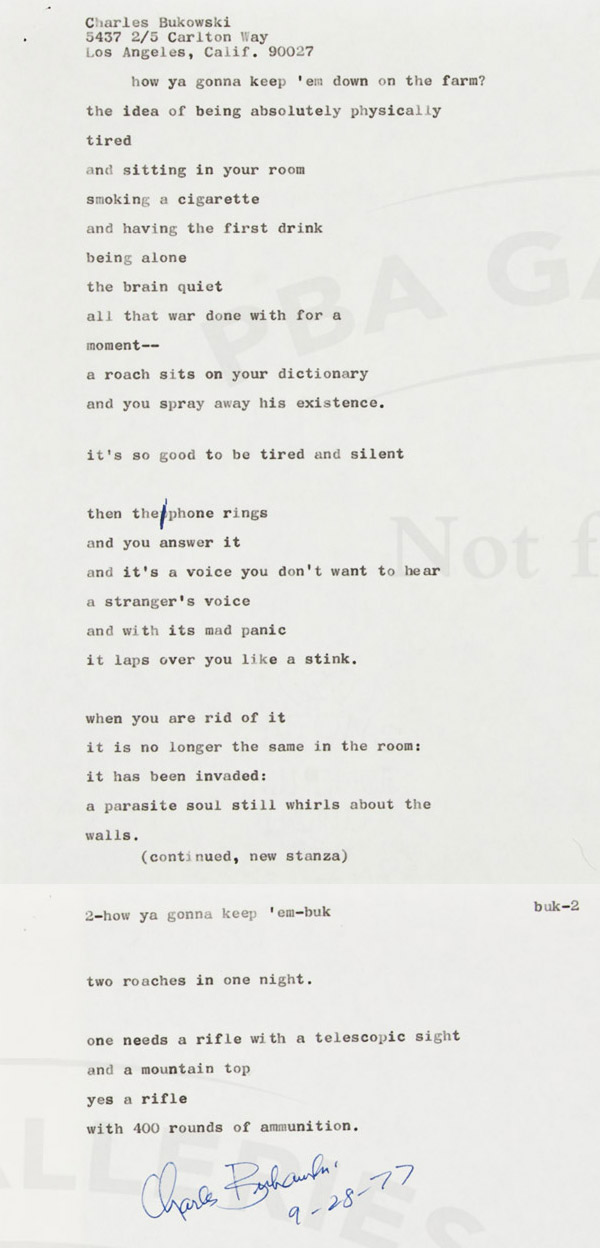 Charles Bukowski
5437 2/5 Carlton Way
Los Angeles, Calif. 90027
how ya gonna keep 'em down on the farm?
the idea of being absolutely physically
tired
and sitting in your room
smoking a cigarette
and having the first drink
being alone
the brain quiet
all that war done with for a
moment--
a roach sits on your dictionary
and you spray away his existence.
it's so good to be tired and silent
then the/phone rings
and you answer it
and it's a voice you don't want to hear
a stranger's voice
and with its mad panic
it laps over you like a stink.
when you are rid of it
it is no longer the same in the room:
it has been invaded:
a parasite soul still whirls about the
walls.
(continued, new stanza)
2-how ya gonna keep 'em-buk
buk-2
two roaches in one night.
one needs a rifle with a telescopic sight
and a mountain top
yes a rifle
with 400 rounds of ammunition.
Charles Bukowski.
9-28-77
PBA GA
Not f
ALLERIES